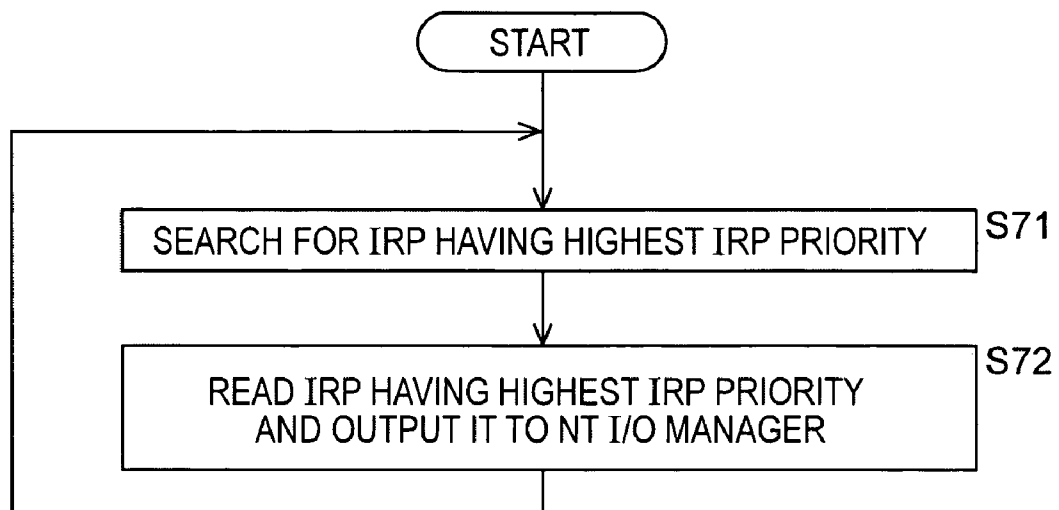 START
SEARCH FOR IRP HAVING HIGHEST IRP PRIORITY
S71
READ IRP HAVING HIGHEST IRP PRIORITY
AND OUTPUT IT TO NT I/O MANAGER
S72